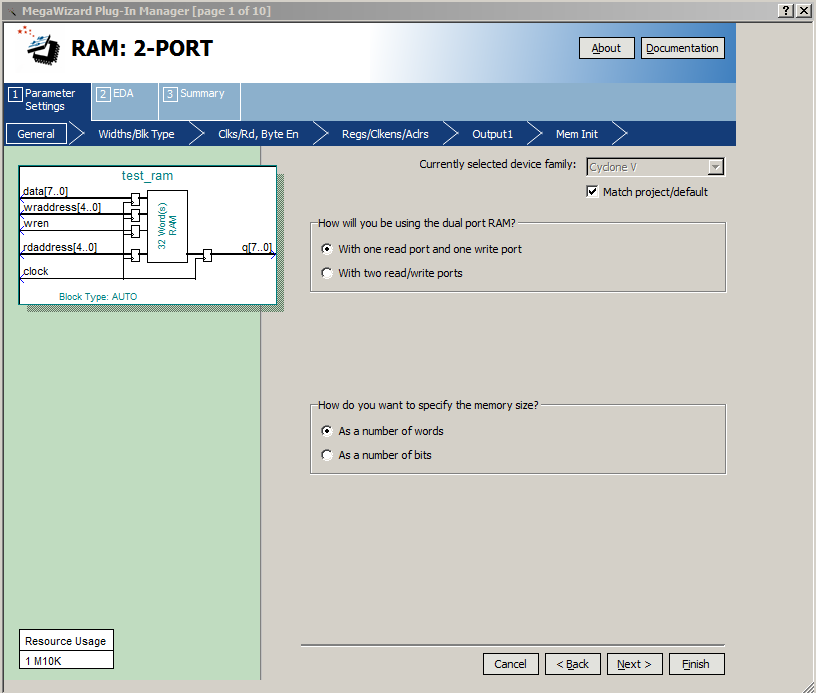 MegaWizard Plug-In Manager [page 1 of 10]
RAM: 2-PORT
About
Documentation
1 Parameter Settings
2 EDA
3 Summary
General
Widths/Blk Type
Clks/Rd, Byte En
Regs/Clkens/Aclrs
Output1
Mem Init
test_ram
data[7..0]
wraddress[4..0]
wren
rdaddress[4..0]
clock
32 Word(s)
RAM
q[7..0]
Block Type: AUTO
Currently selected device family:
Cyclone V
Match project/default
How will you be using the dual port RAM?
With one read port and one write port
With two read/write ports
How do you want to specify the memory size?
As a number of words
As a number of bits
Resource Usage
1 M10K
Cancel
< Back
Next >
Finish